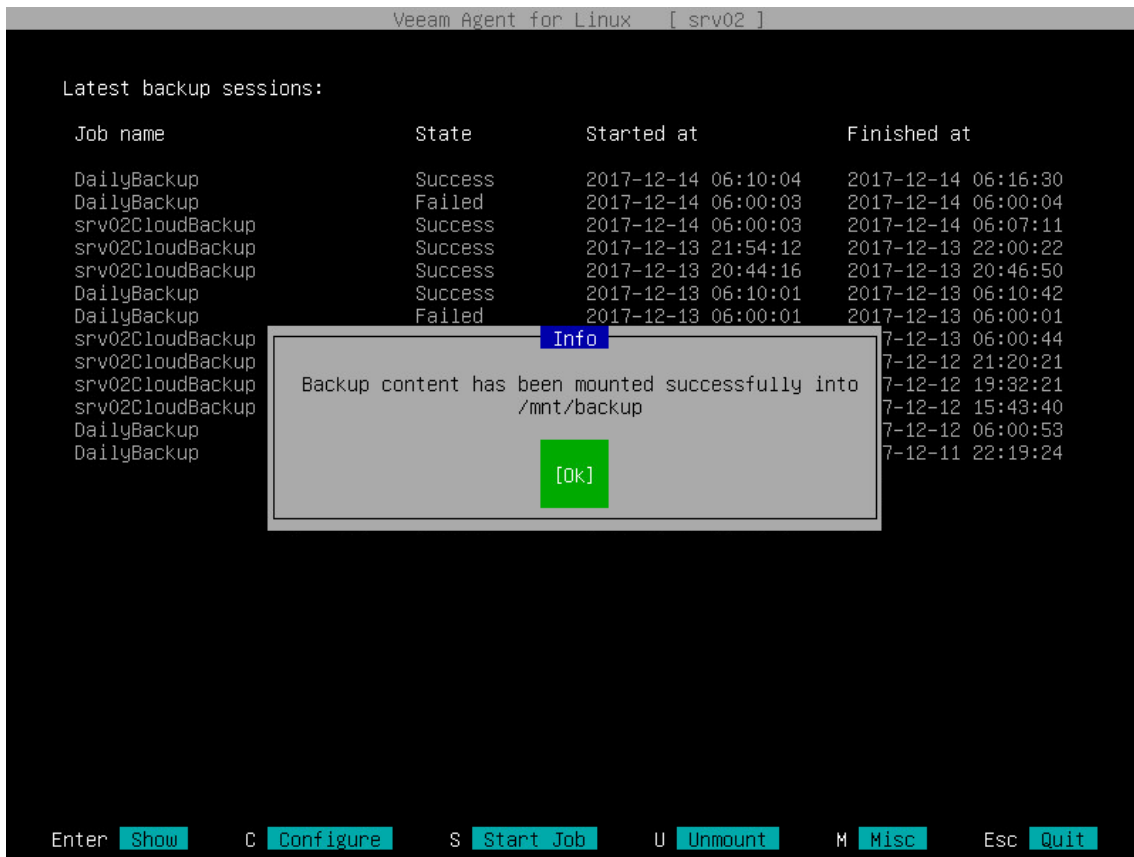 Veeam Agent for Linux [ srv02 ]
Latest backup sessions:
Job name State Started at Finished at
DailyBackup Success 2017-12-14 06:10:04 2017-12-14 06:16:30
DailyBackup Failed 2017-12-14 06:00:03 2017-12-14 06:00:04
srv02CloudBackup Success 2017-12-14 06:00:03 2017-12-14 06:07:11
srv02CloudBackup Success 2017-12-13 21:54:12 2017-12-13 22:00:22
srv02CloudBackup Success 2017-12-13 20:44:16 2017-12-13 20:46:50
DailyBackup Success 2017-12-13 06:10:01 2017-12-13 06:10:42
DailyBackup Failed 2017-12-13 06:00:01 2017-12-13 06:00:01
srv02CloudBackup 7-12-13 06:00:44
srv02CloudBackup 7-12-12 21:20:21
srv02CloudBackup 7-12-12 19:32:21
srv02CloudBackup 7-12-12 15:43:40
DailyBackup 7-12-12 06:00:53
DailyBackup 7-12-11 22:19:24
Info
Backup content has been mounted successfully into
/mnt/backup
[Ok]
Enter Show C Configure S Start Job U Unmount M Misc Esc Quit